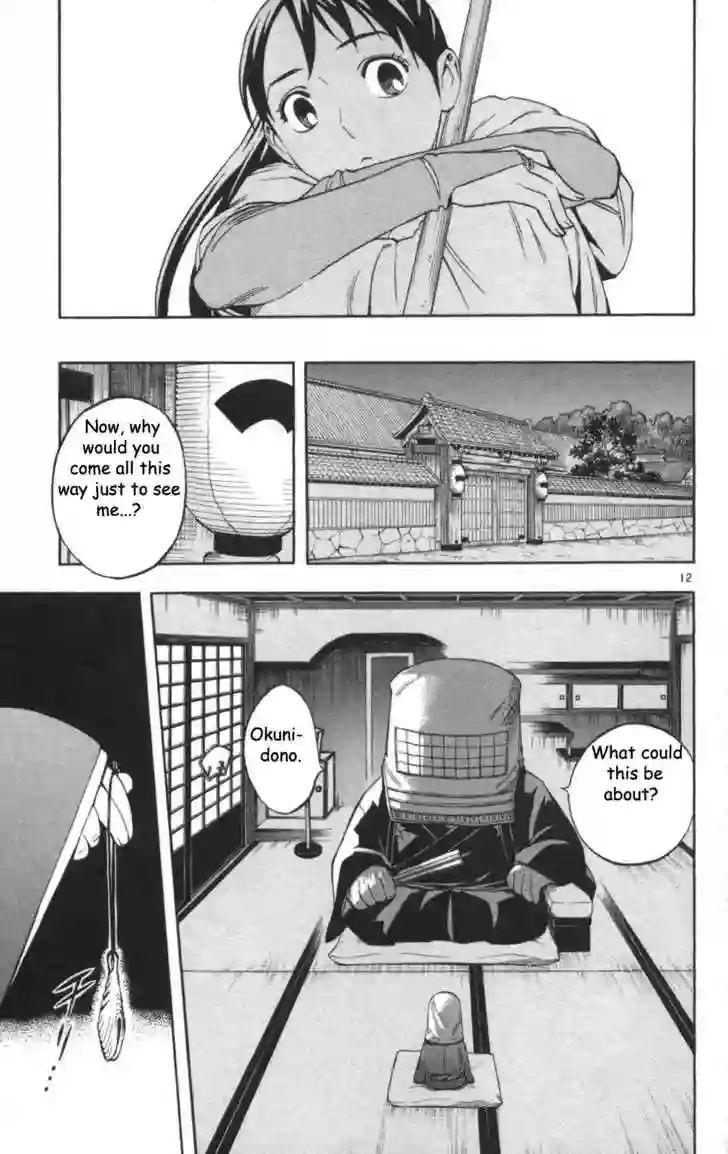 Now, why
would you
come all this
way just to see
me...?
12
What could
this be
about?
Okuni-
dono.